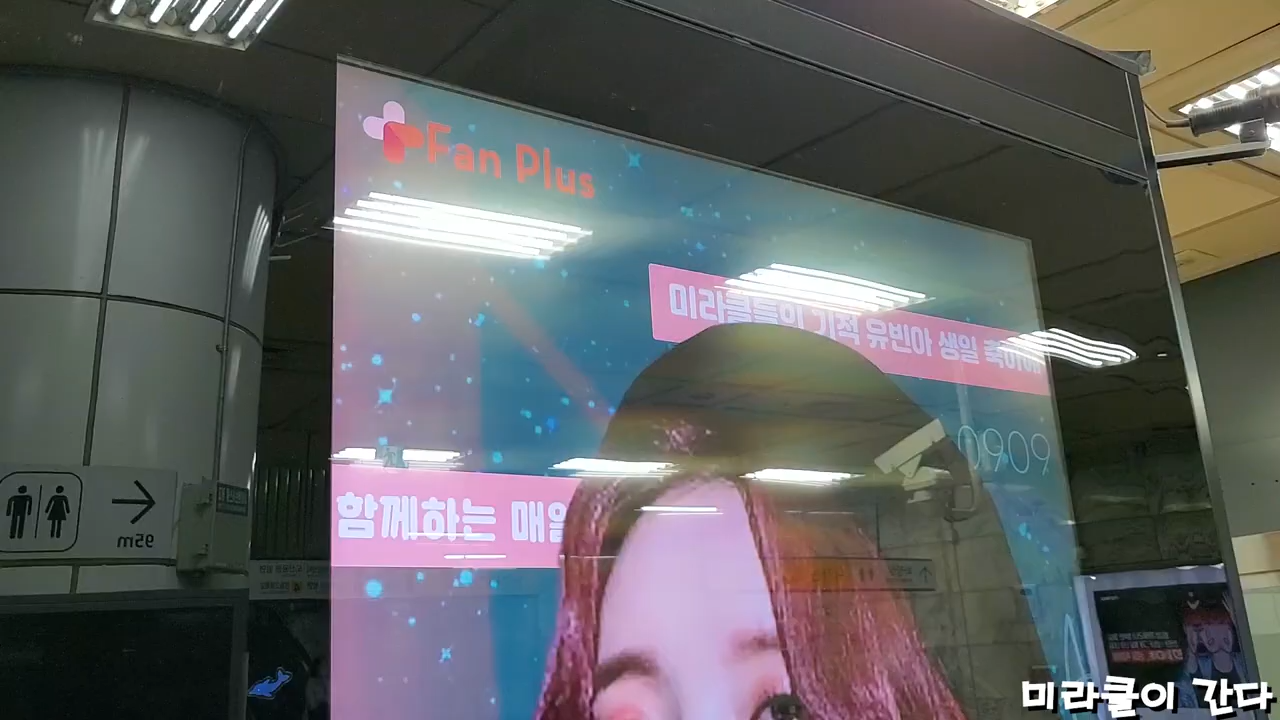 Fan Plus
미라클들의 기적 유빈아 생일 축하해
0909
함께하는 매일
95m
미라클이 간다